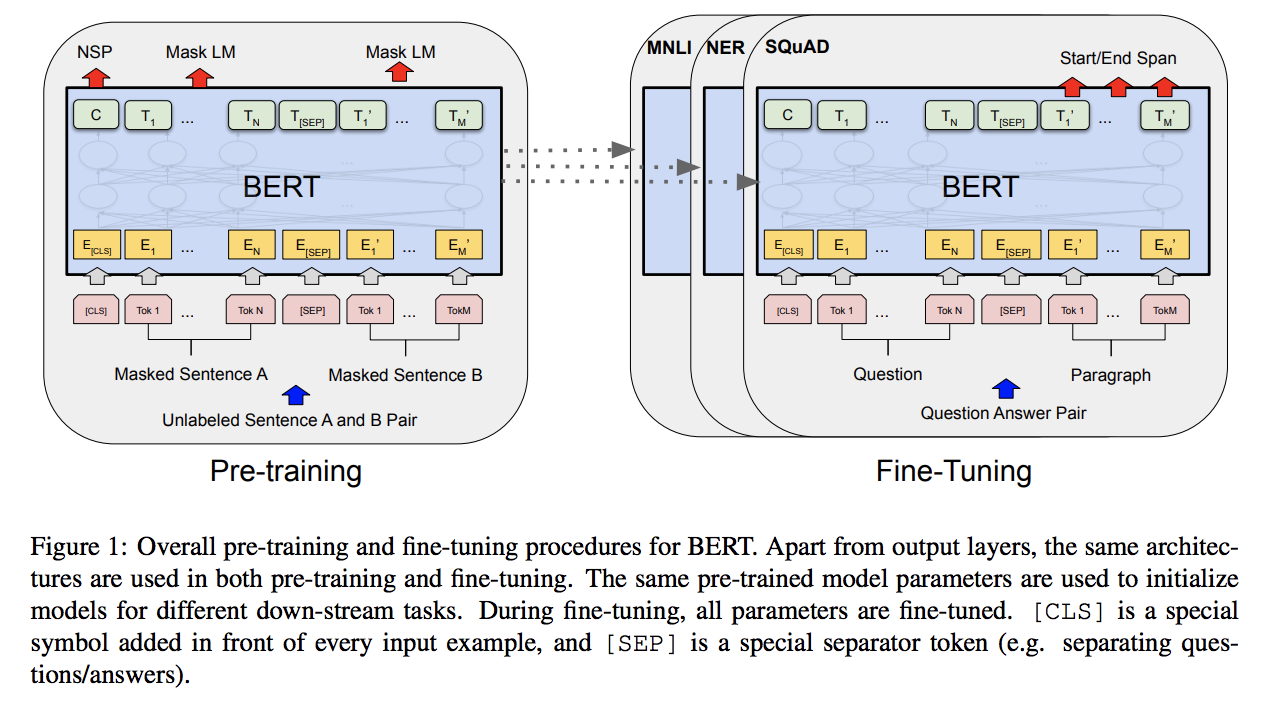 NSP Mask LM Mask LM
C T1 ... TN T[SEP] T1' ... TM'
BERT
E[CLS] E1 ... EN E[SEP] E1' ... EM'
[CLS] Tok 1 ... Tok N [SEP] Tok 1 ... TokM
Masked Sentence A Masked Sentence B
Unlabeled Sentence A and B Pair
Pre-training
MNLI NER SQuAD
Start/End Span
C T1 ... TN T[SEP] T1' ... TM'
BERT
E[CLS] E1 ... EN E[SEP] E1' ... EM'
[CLS] Tok 1 ... Tok N [SEP] Tok 1 ... TokM
Question Paragraph
Question Answer Pair
Fine-Tuning
Figure 1: Overall pre-training and fine-tuning procedures for BERT. Apart from output layers, the same architec-
tures are used in both pre-training and fine-tuning. The same pre-trained model parameters are used to initialize
models for different down-stream tasks. During fine-tuning, all parameters are fine-tuned. [CLS] is a special
symbol added in front of every input example, and [SEP] is a special separator token (e.g. separating ques-
tions/answers).